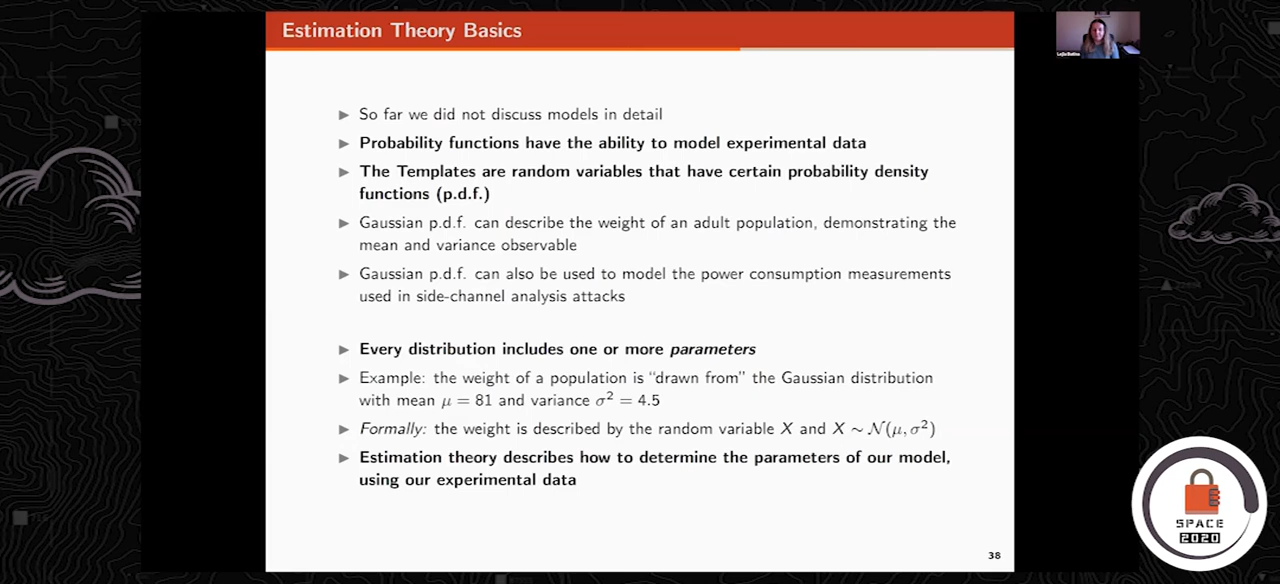 Estimation Theory Basics
▶ So far we did not discuss models in detail
▶ Probability functions have the ability to model experimental data
▶ The Templates are random variables that have certain probability density
functions (p.d.f.)
▶ Gaussian p.d.f. can describe the weight of an adult population, demonstrating the
mean and variance observable
▶ Gaussian p.d.f. can also be used to model the power consumption measurements
used in side-channel analysis attacks
▶ Every distribution includes one or more parameters
▶ Example: the weight of a population is “drawn from” the Gaussian distribution
with mean μ = 81 and variance σ² = 4.5
▶ Formally: the weight is described by the random variable X and X ∼ 𝒩(μ, σ²)
▶ Estimation theory describes how to determine the parameters of our model,
using our experimental data
38
SPACE
2020